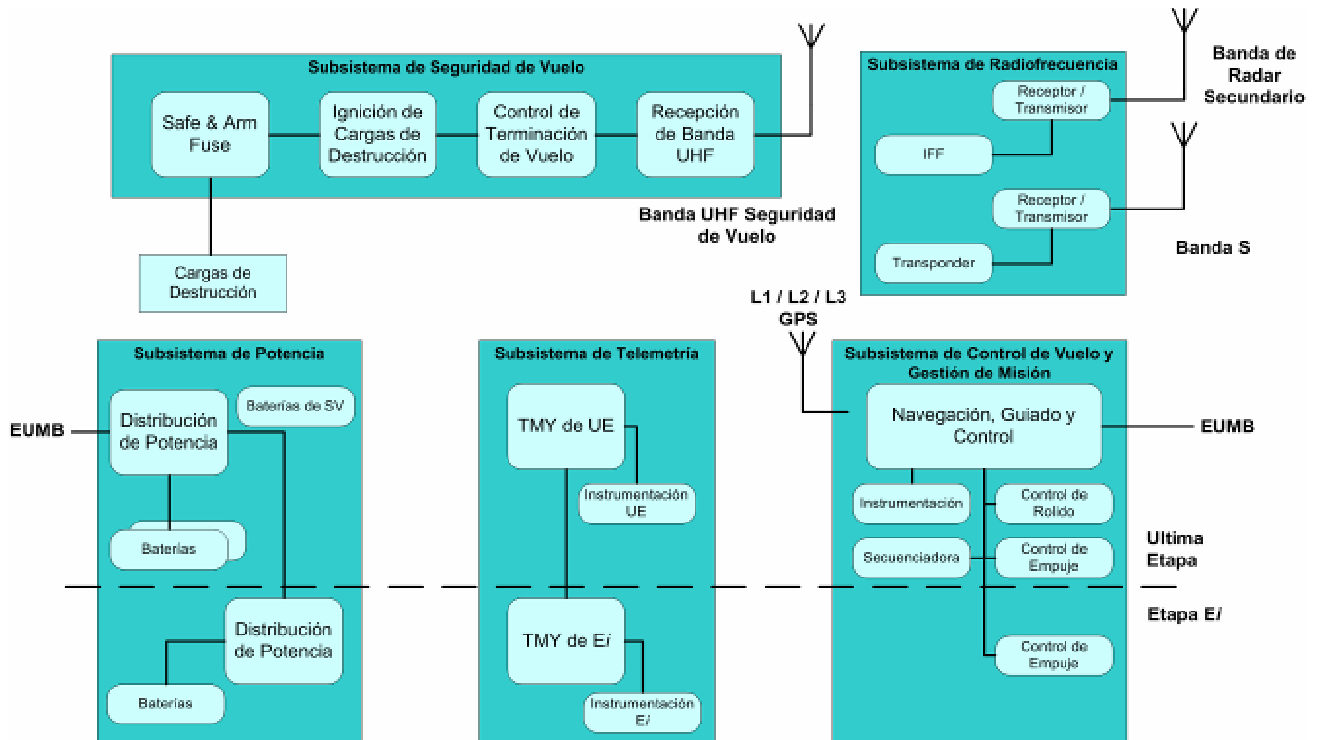 Subsistema de Seguridad de Vuelo
Safe & Arm
Fuse
Ignición de
Cargas de
Destrucción
Control de
Terminación
de Vuelo
Recepción
de Banda
UHF
Banda UHF Seguridad
de Vuelo
Cargas de
Destrucción
Subsistema de Radiofrecuencia
Receptor /
Transmisor
IFF
Receptor /
Transmisor
Transponder
Banda de
Radar
Secundario
Banda S
Subsistema de Potencia
Distribución
de Potencia
Baterías de SV
EUMB
Baterías
Distribución
de Potencia
Baterías
Subsistema de Telemetría
TMY de UE
Instrumentación
UE
TMY de Ei
Instrumentación
Ei
L1 / L2 / L3
GPS
Subsistema de Control de Vuelo y
Gestión de Misión
Navegación, Guiado y
Control
EUMB
Instrumentación
Control de
Rolido
Secuenciadora
Control de
Empuje
Control de
Empuje
Ultima
Etapa
Etapa Ei